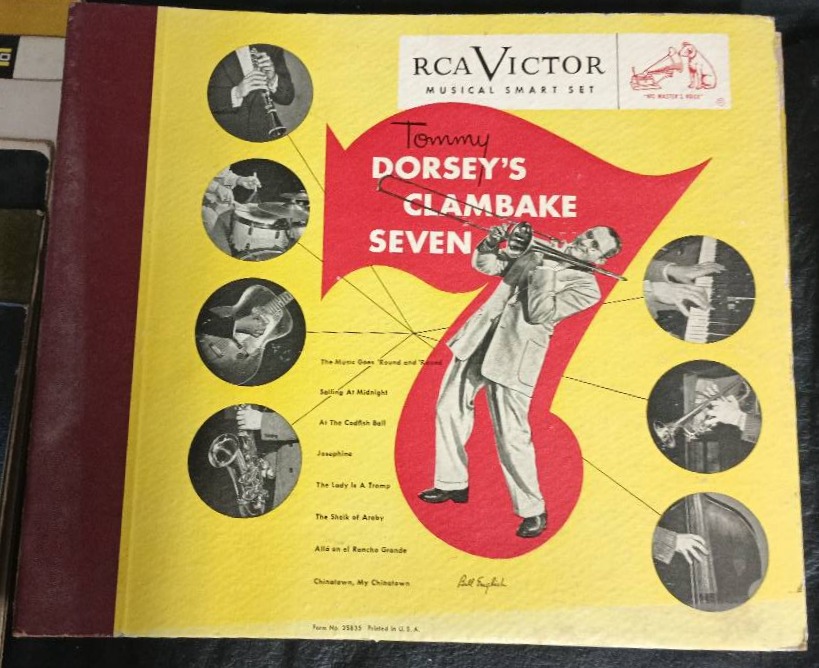 RCA VICTOR
MUSICAL SMART SET
"HIS MASTER'S VOICE"
Tommy
DORSEY'S
CLAMBAKE
SEVEN
The Music Goes 'Round and 'Round
Sailing At Midnight
At The Codfish Ball
Josephine
The Lady Is A Tramp
The Sheik of Araby
Allá en el Rancho Grande
Chinatown, My Chinatown
Form No. 25835 Printed in U. S. A.